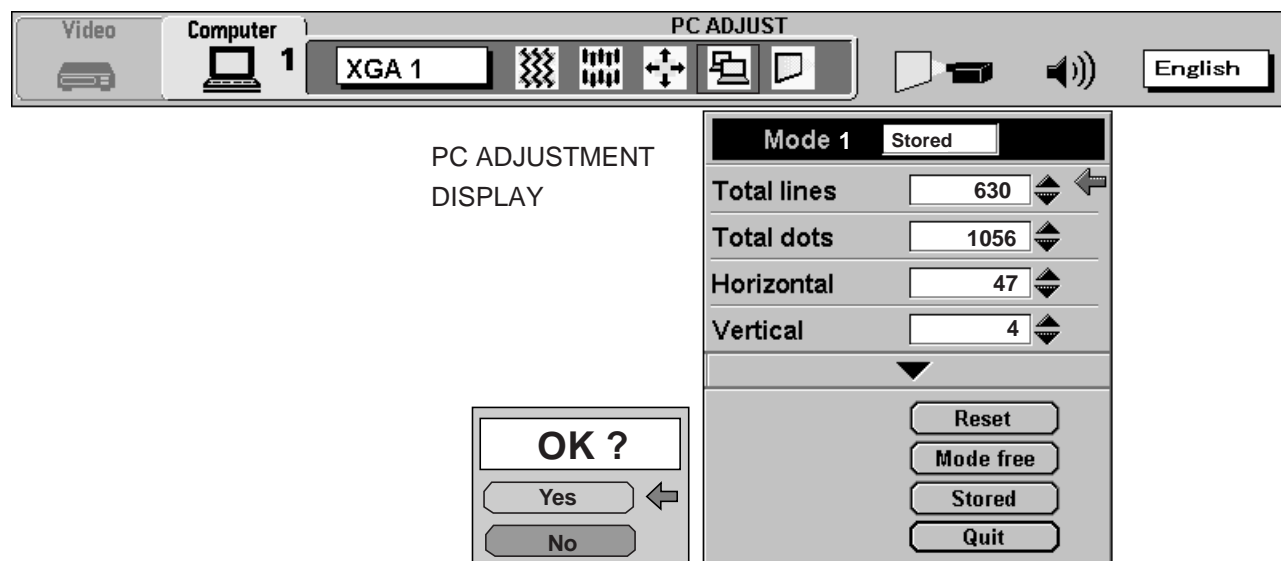 PC ADJUST
Video
Computer
1
XGA 1
English
PC ADJUSTMENT
DISPLAY
Mode 1 Stored
Total lines 630
Total dots 1056
Horizontal 47
Vertical 4
Reset
Mode free
Stored
Quit
OK ?
Yes
No